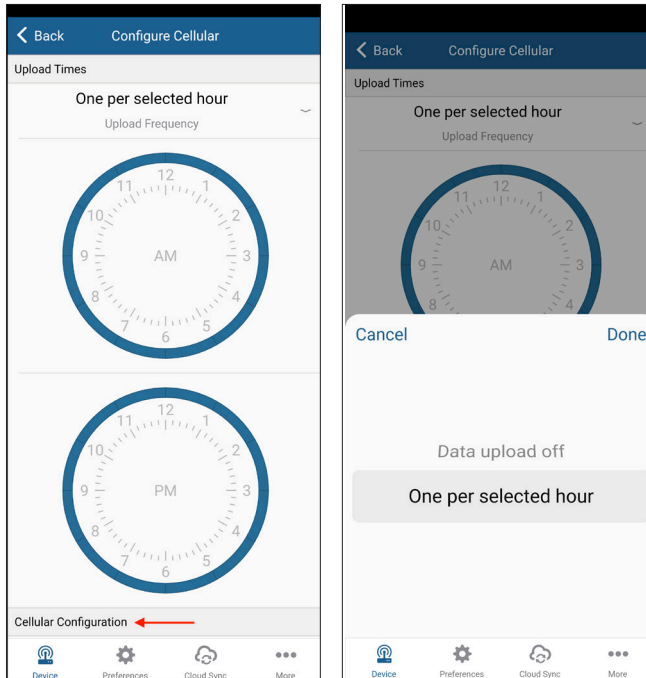 Back Configure Cellular
Upload Times
One per selected hour
Upload Frequency
12
11 1
10 2
9 AM 3
8 4
7 5
6
12
11 1
10 2
9 PM 3
8 4
7 5
6
Cellular Configuration
Device Preferences Cloud Sync More
Back Configure Cellular
Upload Times
One per selected hour
Upload Frequency
12
11 1
10 2
9 AM 3
8 4
Cancel Done
Data upload off
One per selected hour
Device Preferences Cloud Sync More